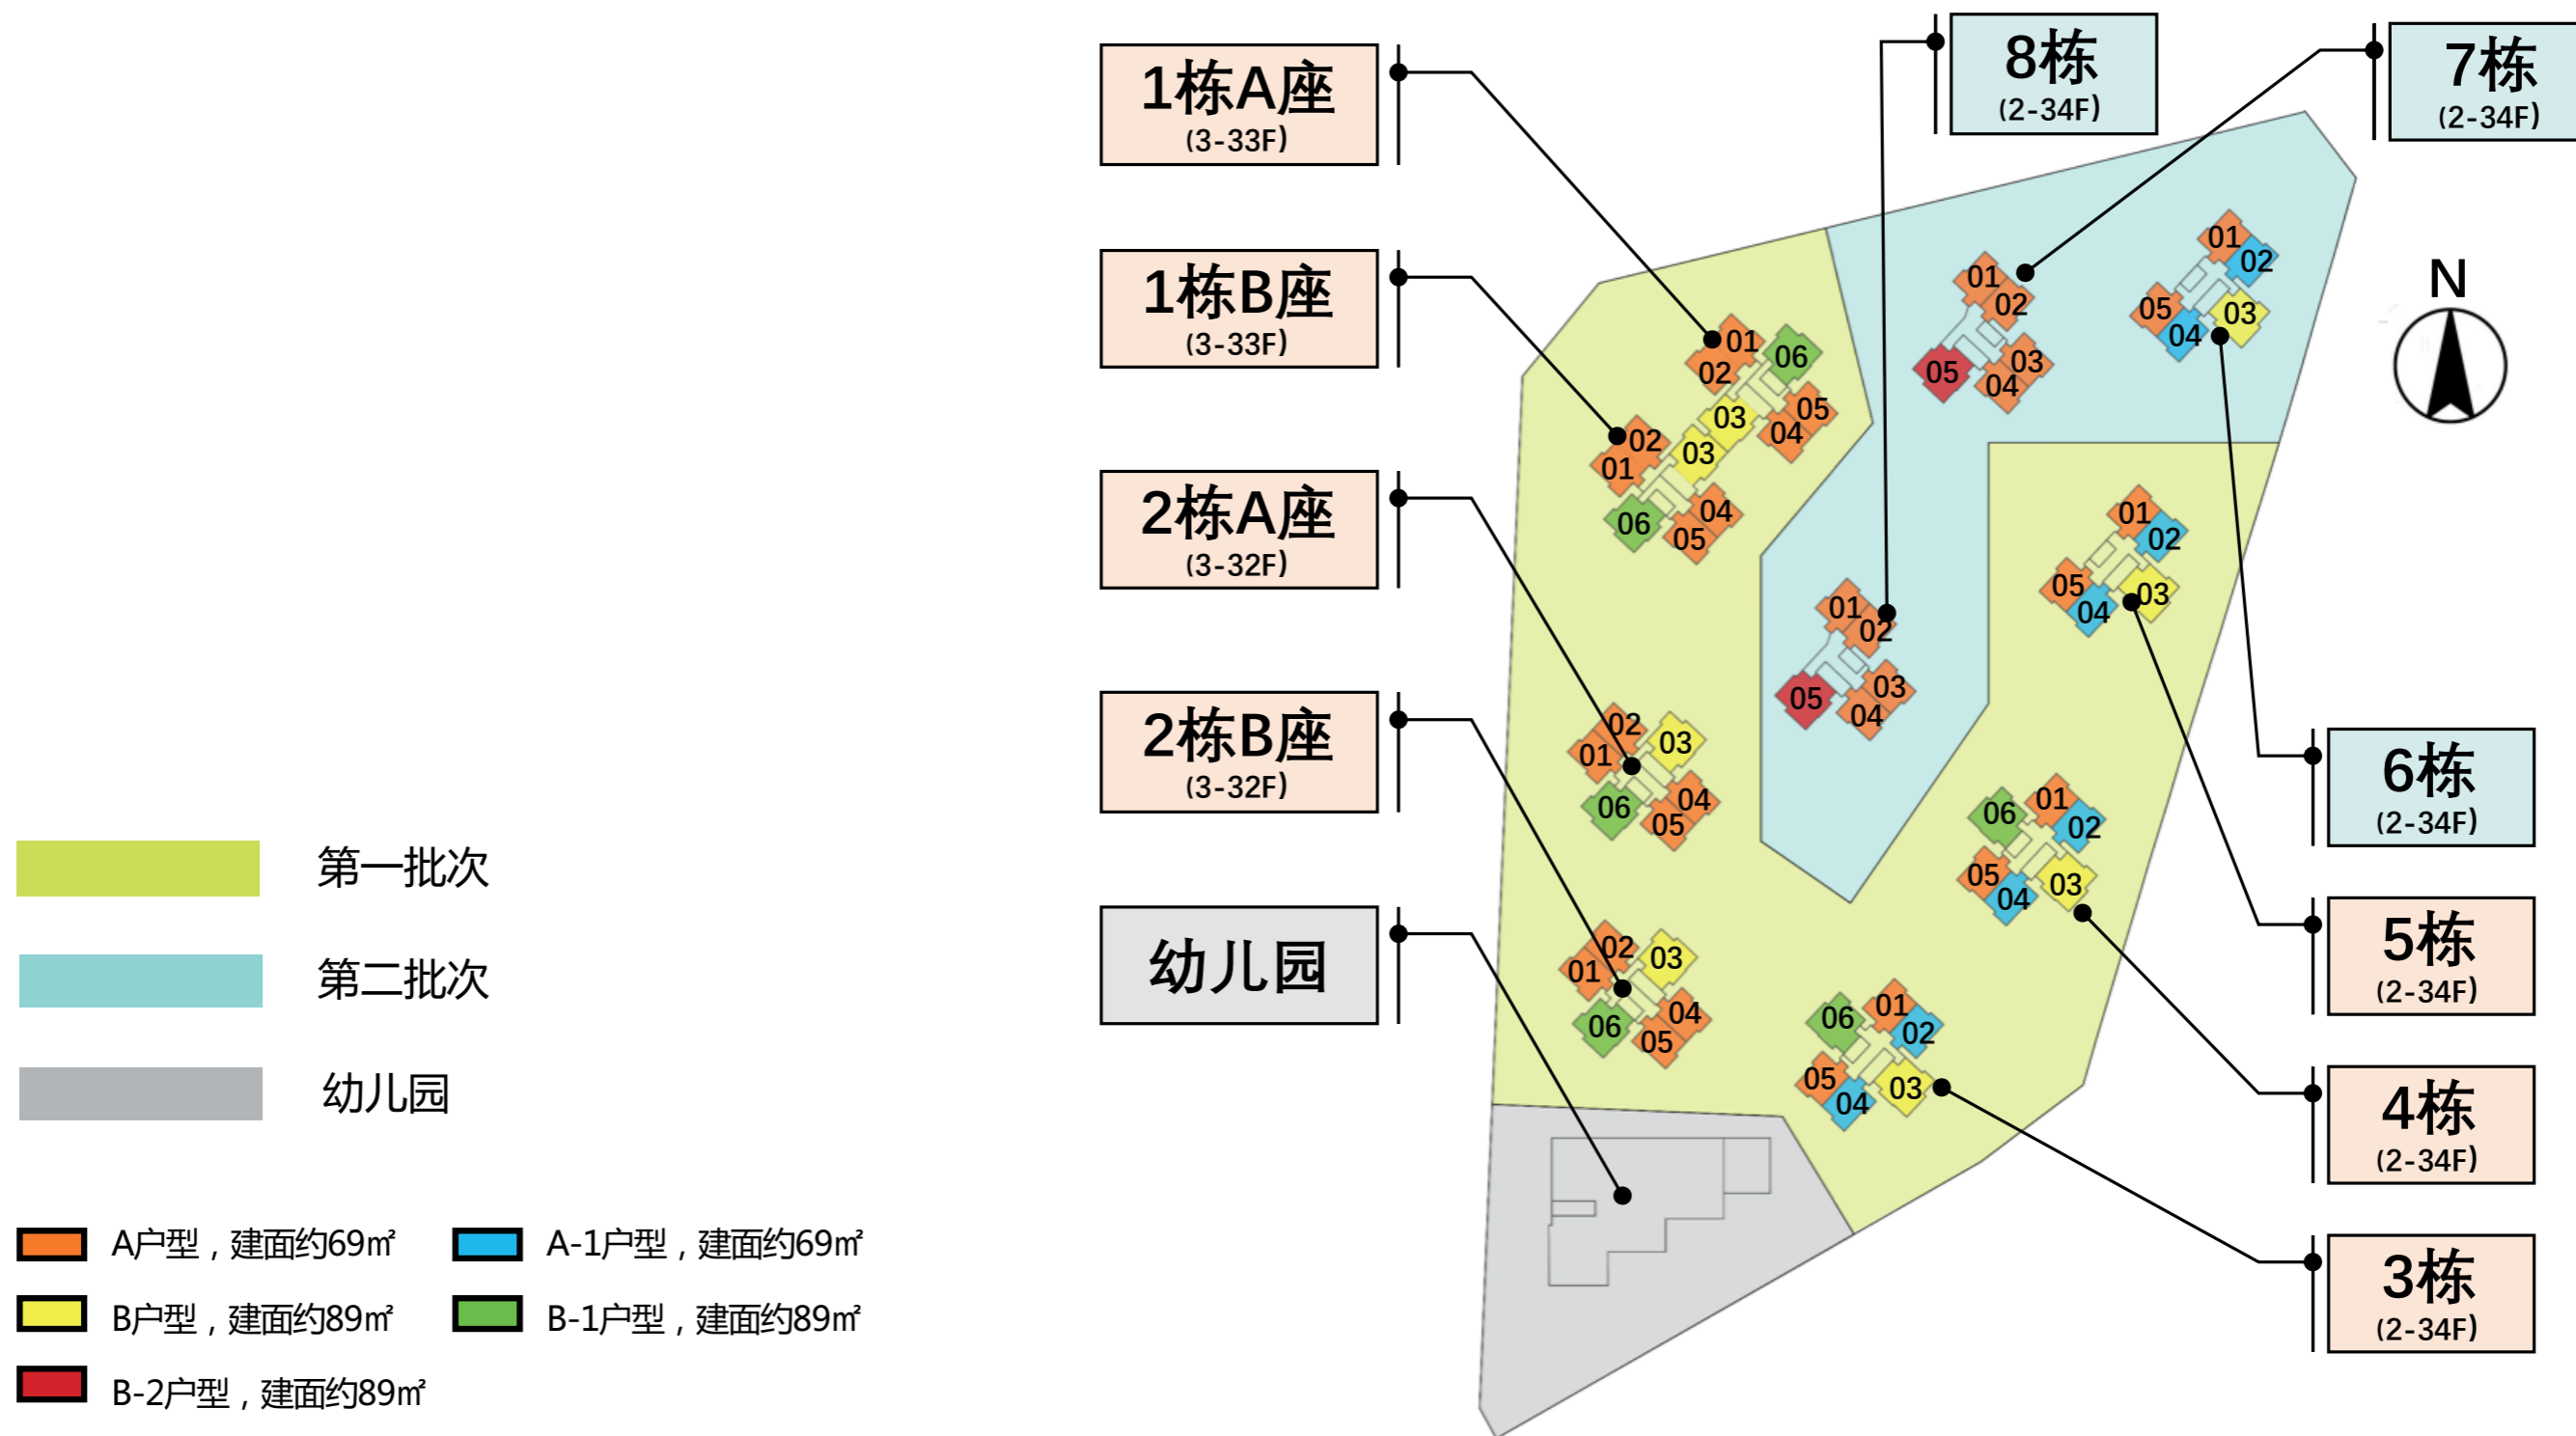 8栋
(2-34F)
7栋
(2-34F)
1栋A座
(3-33F)
1栋B座
(3-33F)
2栋A座
(3-32F)
2栋B座
(3-32F)
幼儿园
N
01
02
06
03
05
04
02
01
03
06
04
05
01
02
03
04
05
01
02
03
04
05
01
02
03
04
05
01
02
03
04
05
02
01
03
06
04
05
02
01
03
06
04
05
06
01
02
05
03
04
06
01
02
05
03
04
6栋
(2-34F)
5栋
(2-34F)
4栋
(2-34F)
3栋
(2-34F)
第一批次
第二批次
幼儿园
A户型，建面约69㎡
A-1户型，建面约69㎡
B户型，建面约89㎡
B-1户型，建面约89㎡
B-2户型，建面约89㎡